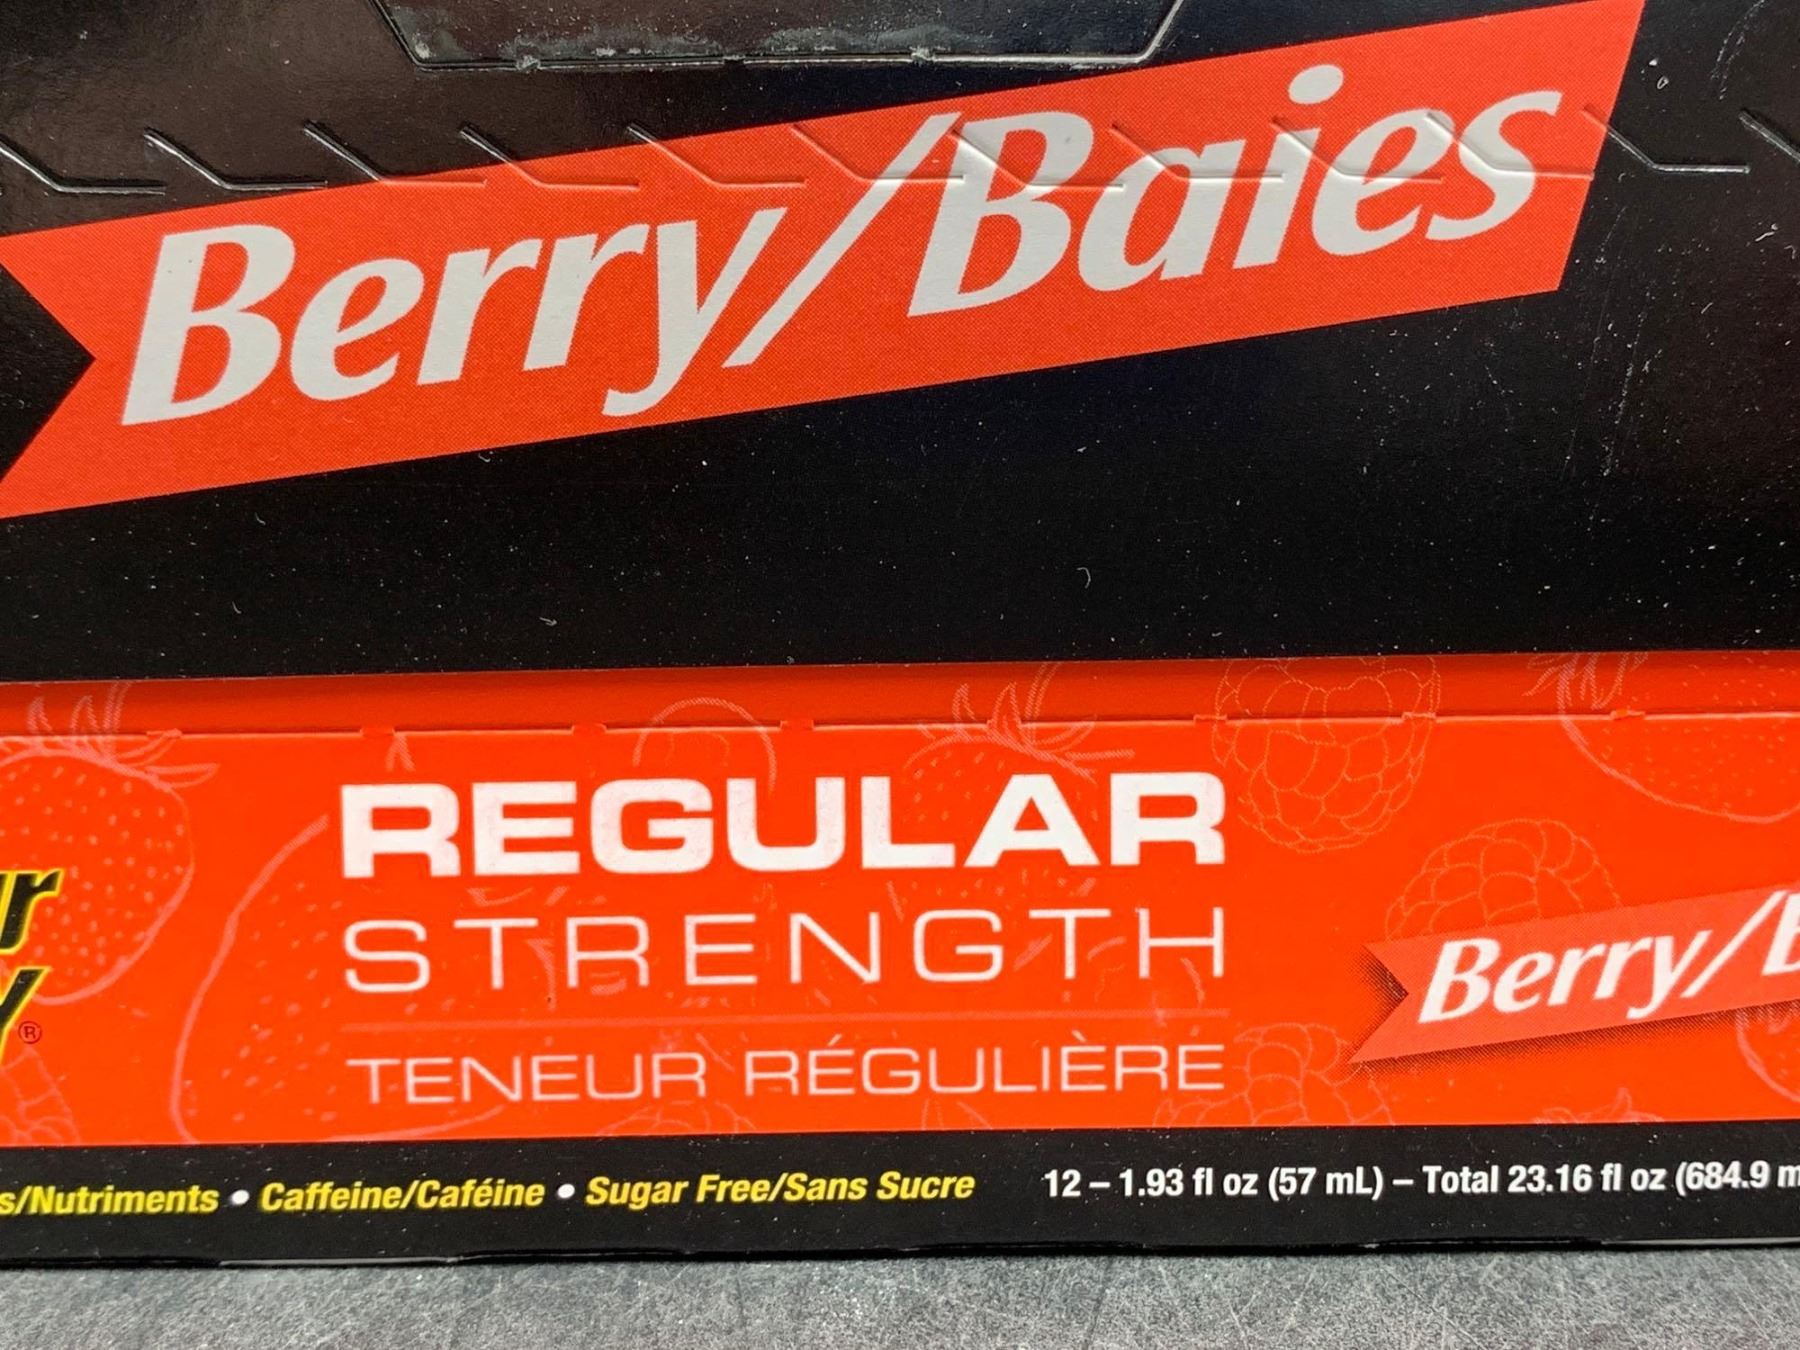 Berry/Baies
REGULAR
STRENGTH
TENEUR RÉGULIÈRE
Berry/B
®
s/Nutriments • Caffeine/Caféine • Sugar Free/Sans Sucre
12 – 1.93 fl oz (57 mL) – Total 23.16 fl oz (684.9 m